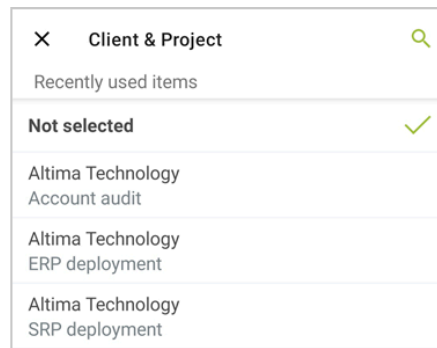 Client & Project
Recently used items
Not selected
Altima Technology
Account audit
Altima Technology
ERP deployment
Altima Technology
SRP deployment